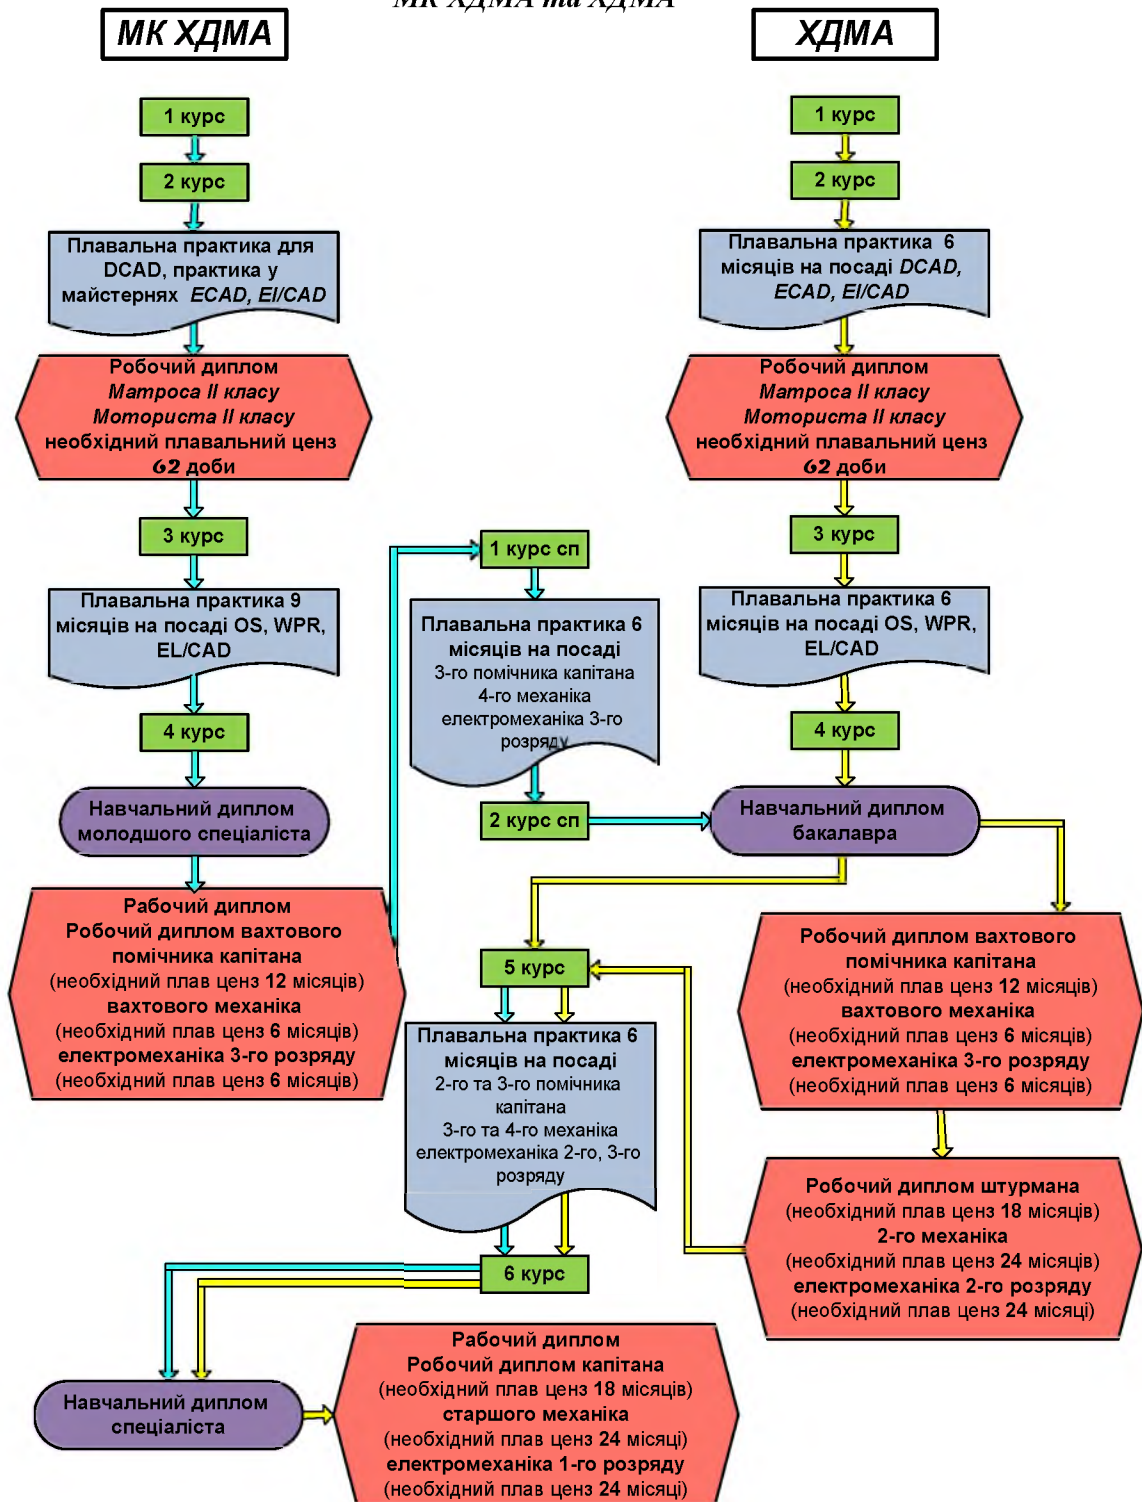 МК ХДМА та ХДМА
МК ХДМА
1 курс
2 курс
Плавальна практика для
DCAD, практика у
майстернях ECAD, El/CAD
Робочий диплом
Матроса II класу
Моториста II класу
необхідний плавальний ценз
62 доби
3 курс
Плавальна практика 9
місяців на посаді OS, WPR,
EL/CAD
4 курс
Навчальний диплом
молодшого спеціаліста
Рабочий диплом
Робочий диплом вахтового
помічника капітана
(необхідний плав ценз 12 місяців)
вахтового механіка
(необхідний плав ценз 6 місяців)
електромеханіка 3-го розряду
(необхідний плав ценз 6 місяців)
1 курс сп
Плавальна практика 6
місяців на посаді
3-го помічника капітана
4-го механіка
електромеханіка 3-го
розряду
2 курс сп
ХДМА
1 курс
2 курс
Плавальна практика 6
місяців на посаді DCAD,
ECAD, El/CAD
Робочий диплом
Матроса II класу
Моториста II класу
необхідний плавальний ценз
62 доби
3 курс
Плавальна практика 6
місяців на посаді OS, WPR,
EL/CAD
4 курс
Навчальний диплом
бакалавра
Робочий диплом вахтового
помічника капітана
(необхідний плав ценз 12 місяців)
вахтового механіка
(необхідний плав ценз 6 місяців)
електромеханіка 3-го розряду
(необхідний плав ценз 6 місяців)
Робочий диплом штурмана
(необхідний плав ценз 18 місяців)
2-го механіка
(необхідний плав ценз 24 місяців)
електромеханіка 2-го розряду
(необхідний плав ценз 24 місяці)
5 курс
Плавальна практика 6
місяців на посаді
2-го та 3-го помічника
капітана
3-го та 4-го механіка
електромеханіка 2-го, 3-го
розряду
6 курс
Навчальний диплом
спеціаліста
Рабочий диплом
Робочий диплом капітана
(необхідний плав ценз 18 місяців)
старшого механіка
(необхідний плав ценз 24 місяці)
електромеханіка 1-го розряду
(необхідний плав ценз 24 місяці)